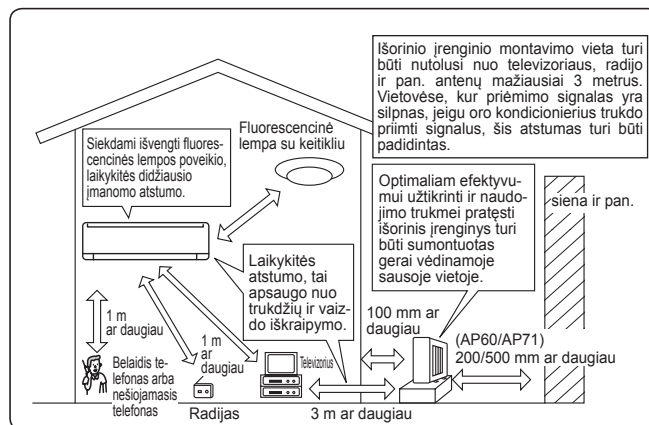 Išorinio įrenginio montavimo vieta turi
būti nutolusi nuo televizoriaus, radijo
ir pan. antenų mažiausiai 3 metrus.
Vietovėse, kur priėmimo signalas yra
silpnas, jeigu oro kondicionierius trukdo
priimti signalus, šis atstumas turi būti
padidintas.
Siekdami išvengti fluores-
cencinės lempos poveikio,
laikykitės didžiausio
įmanomo atstumo.
Fluorescencinė
lempa su keitikliu
Optimaliam efektyvu-
mui užtikrinti ir naudo-
jimo trukmei pratęsti
išorinis įrenginys turi
būti sumontuotas
gerai vėdinamoje
sausoje vietoje.
siena ir pan.
Laikykitės
atstumo, tai
apsaugo nuo
trukdžių ir vaiz-
do iškraipymo.
1 m
ar daugiau
1 m
ar
daugiau
100 mm ar
daugiau
(AP60/AP71)
200/500 mm ar daugiau
Belaidis te-
lefonas arba
nešiojamasis
telefonas
Radijas
Televizorius
3 m ar daugiau